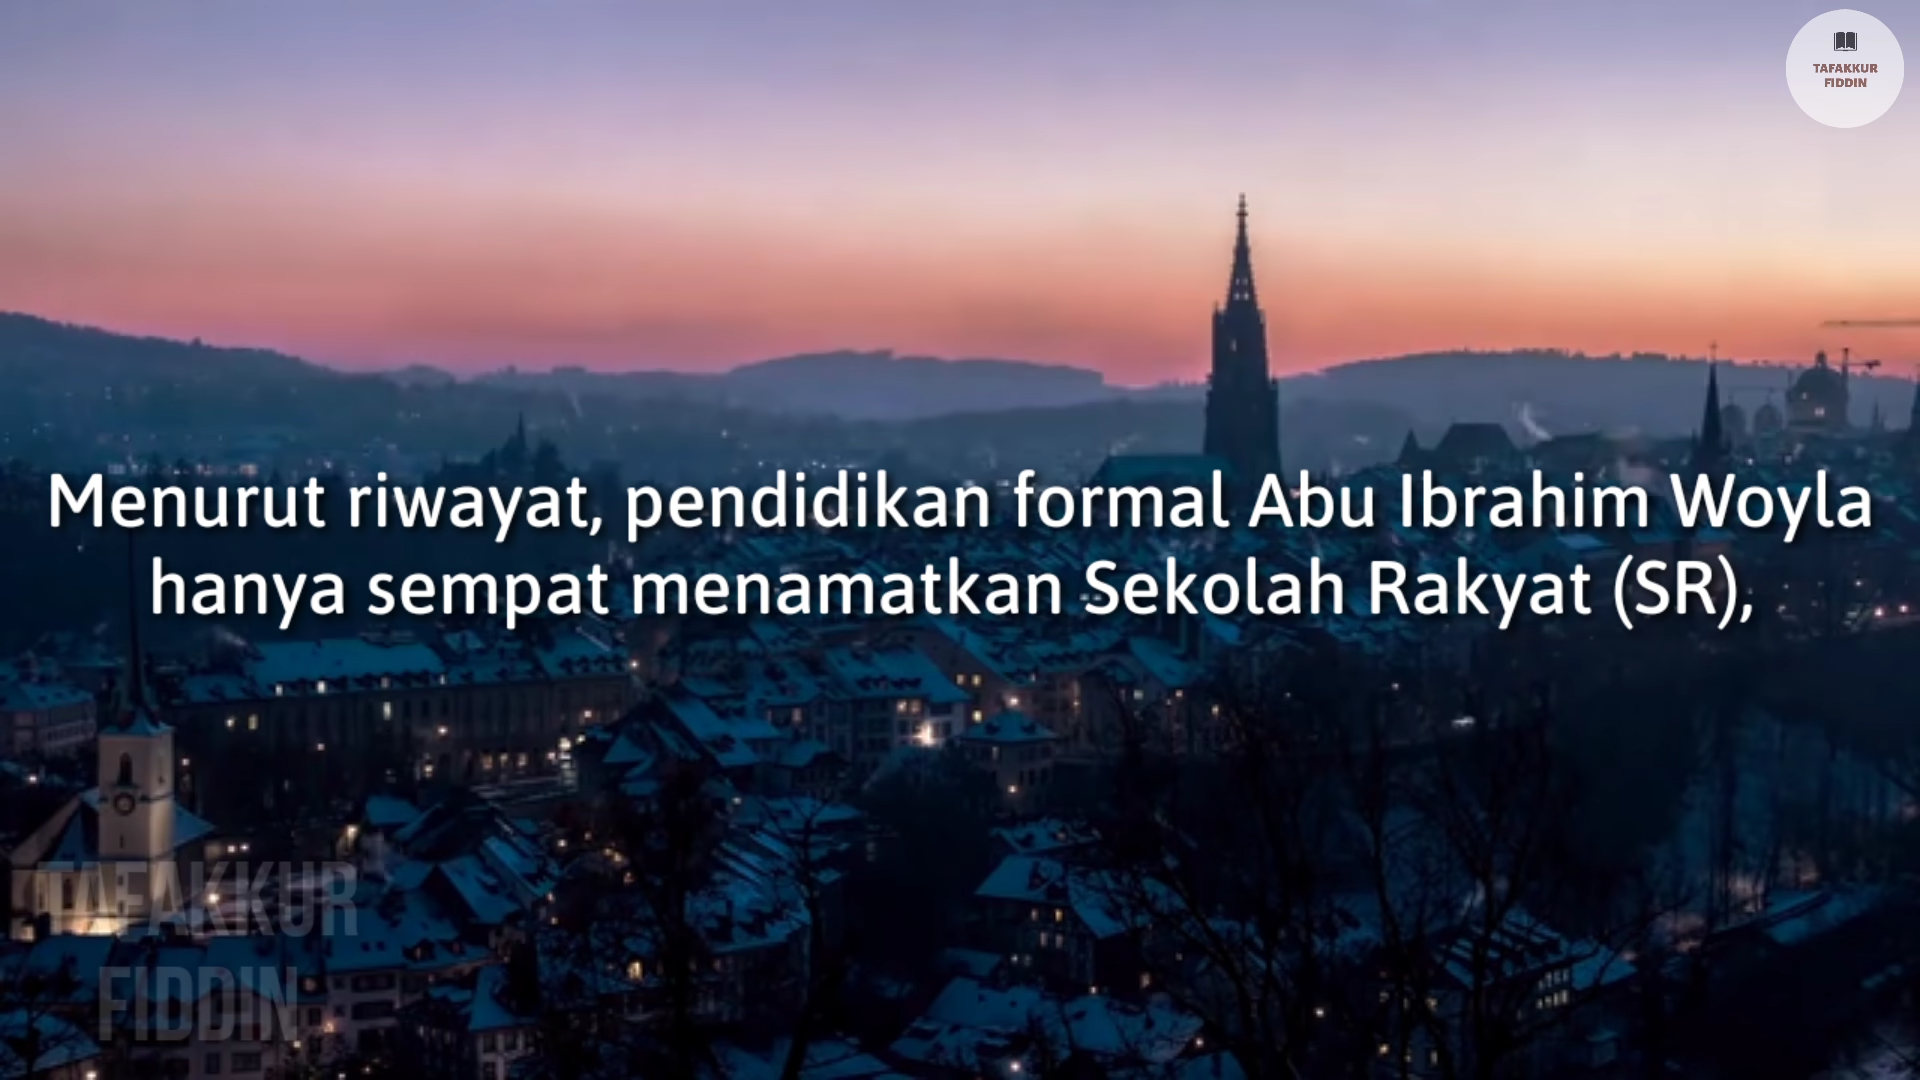 TAFAKKUR
FIDDIN
Menurut riwayat, pendidikan formal Abu Ibrahim Woyla
hanya sempat menamatkan Sekolah Rakyat (SR),
TAFAKKUR
FIDDIN